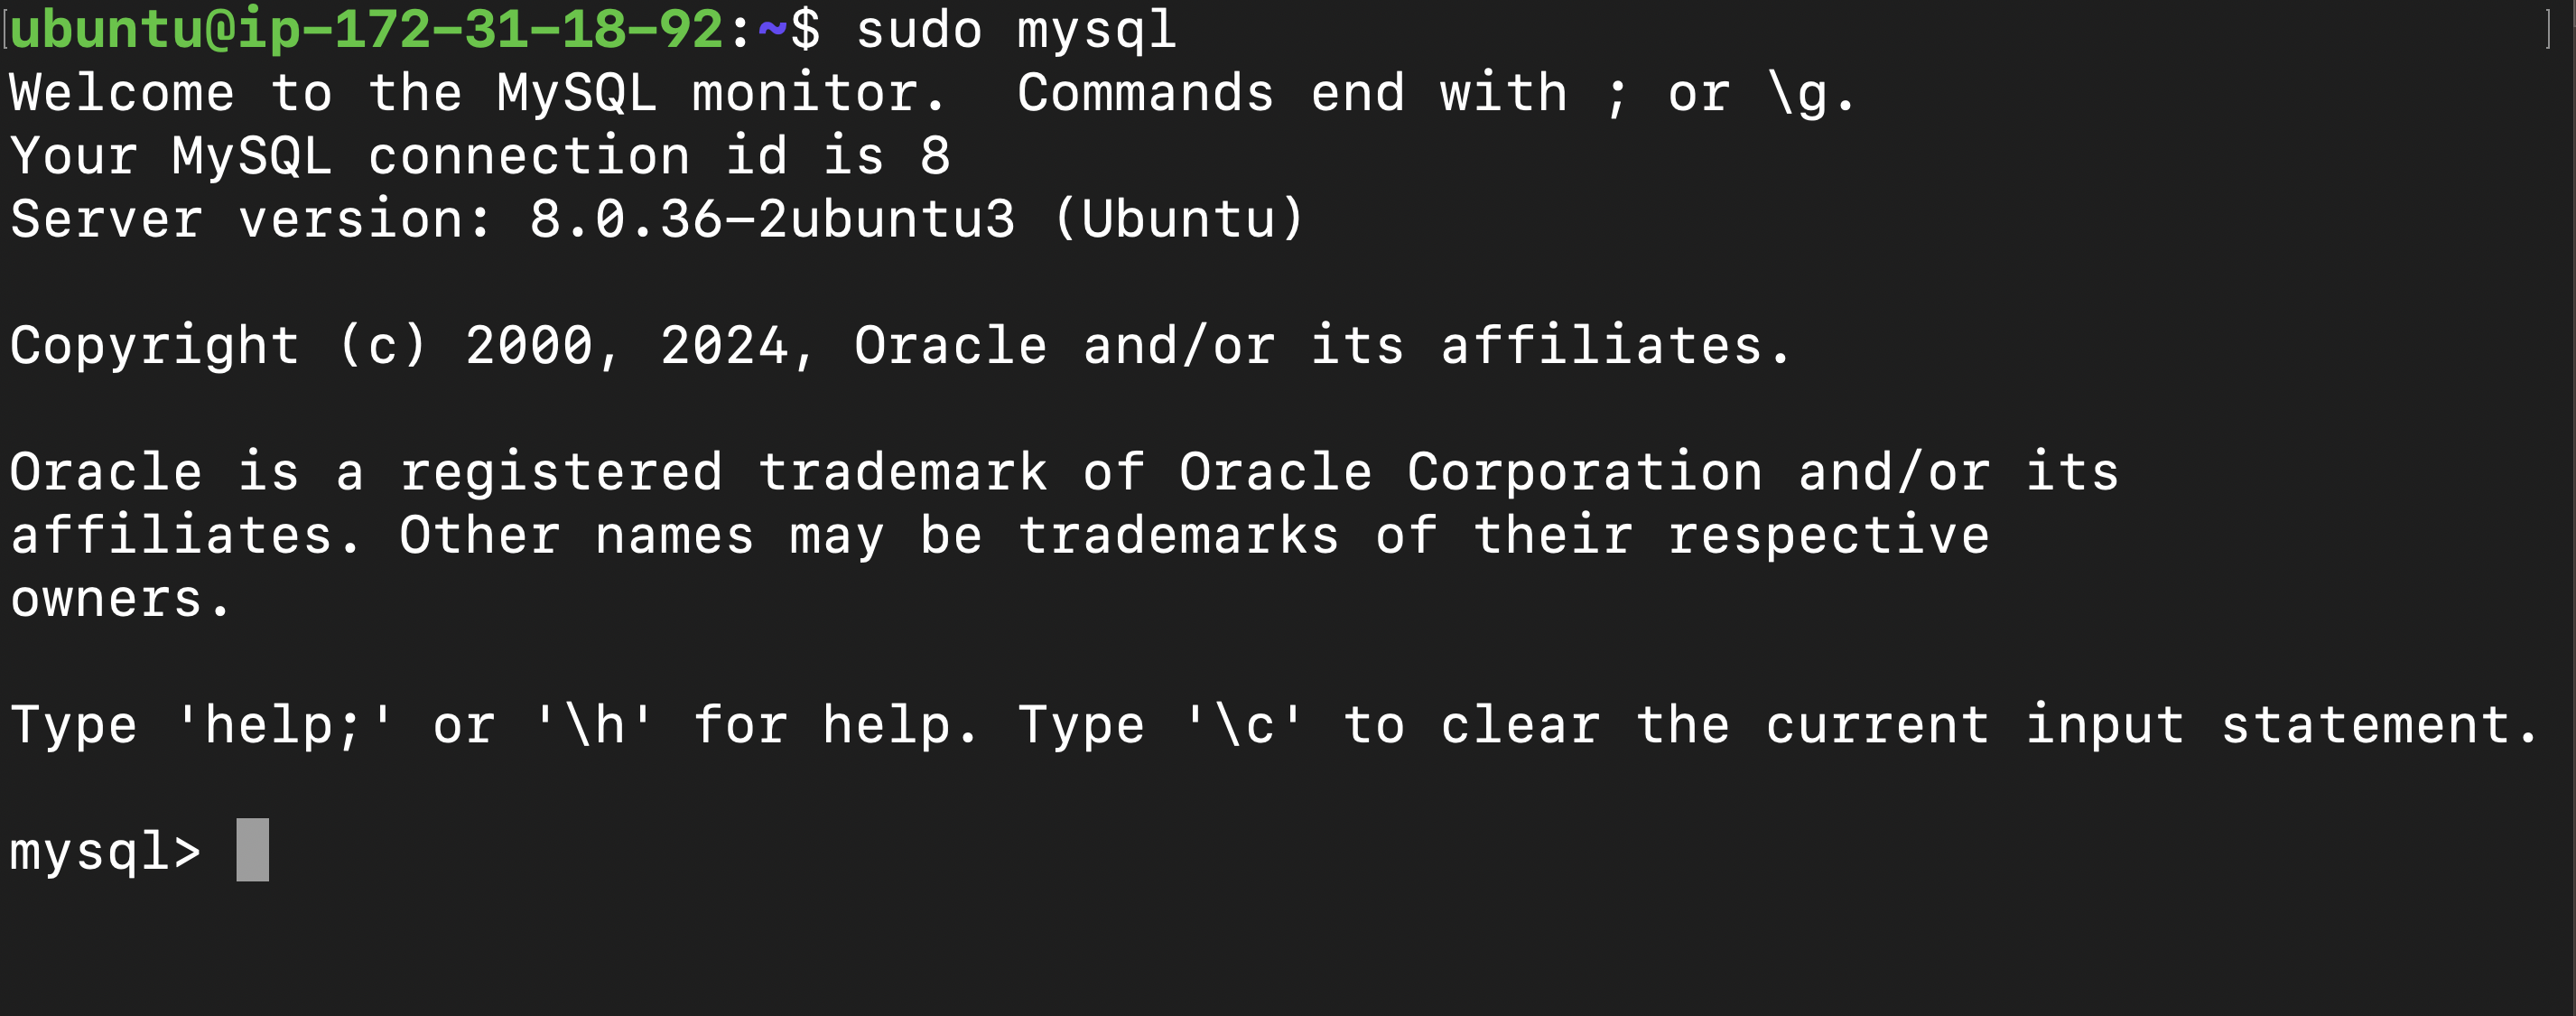 [ubuntu@ip-172-31-18-92:~$ sudo mysql ]
Welcome to the MySQL monitor.  Commands end with ; or \g.
Your MySQL connection id is 8
Server version: 8.0.36-2ubuntu3 (Ubuntu)
Copyright (c) 2000, 2024, Oracle and/or its affiliates.
Oracle is a registered trademark of Oracle Corporation and/or its
affiliates. Other names may be trademarks of their respective
owners.
Type 'help;' or '\h' for help. Type '\c' to clear the current input statement.
mysql>